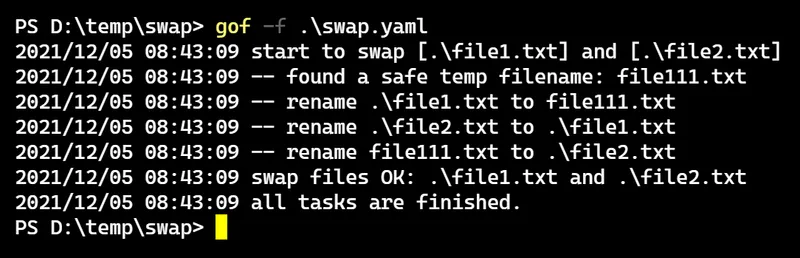 PS D:\temp\swap> gof -f .\swap.yaml
2021/12/05 08:43:09 start to swap [.\file1.txt] and [.\file2.txt]
2021/12/05 08:43:09 -- found a safe temp filename: file111.txt
2021/12/05 08:43:09 -- rename .\file1.txt to file111.txt
2021/12/05 08:43:09 -- rename .\file2.txt to .\file1.txt
2021/12/05 08:43:09 -- rename file111.txt to .\file2.txt
2021/12/05 08:43:09 swap files OK: .\file1.txt and .\file2.txt
2021/12/05 08:43:09 all tasks are finished.
PS D:\temp\swap>